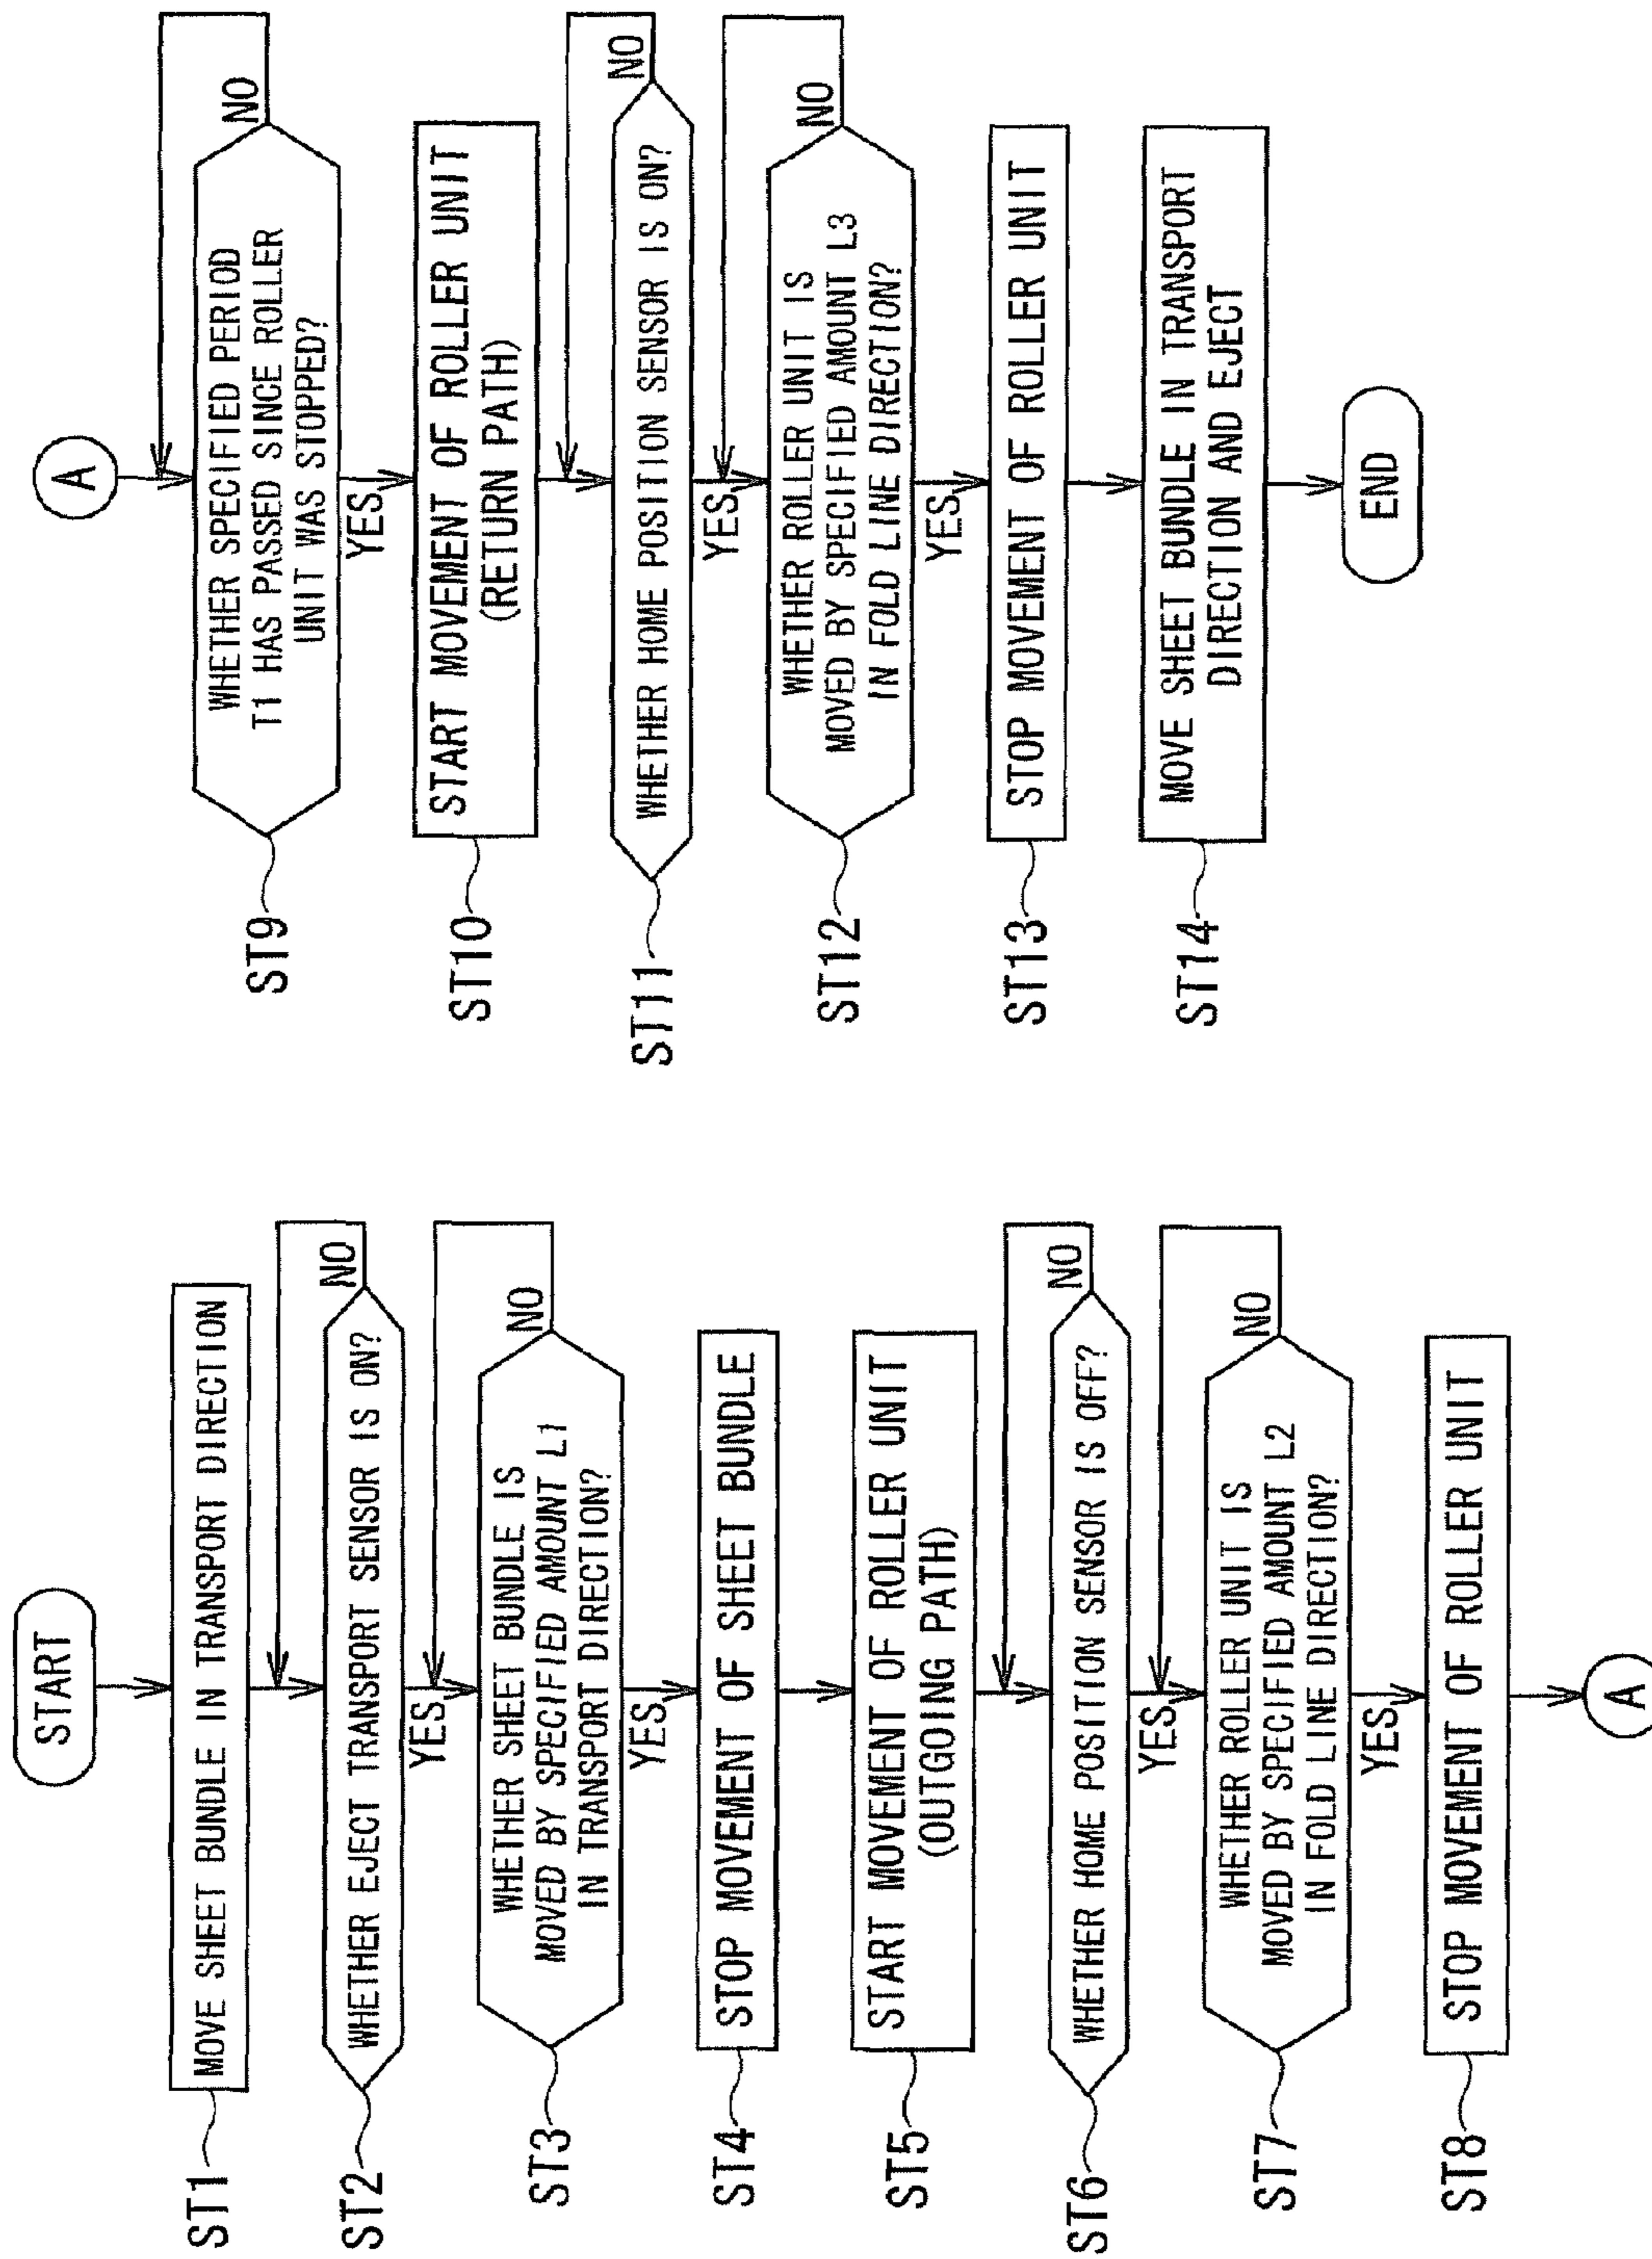 START
ST1
MOVE SHEET BUNDLE IN TRANSPORT DIRECTION
ST2
WHETHER EJECT TRANSPORT SENSOR IS ON?
NO
YES
ST3
WHETHER SHEET BUNDLE IS
MOVED BY SPECIFIED AMOUNT L1
IN TRANSPORT DIRECTION?
NO
YES
ST4
STOP MOVEMENT OF SHEET BUNDLE
ST5
START MOVEMENT OF ROLLER UNIT
(OUTGOING PATH)
ST6
WHETHER HOME POSITION SENSOR IS OFF?
NO
YES
ST7
WHETHER ROLLER UNIT IS
MOVED BY SPECIFIED AMOUNT L2
IN FOLD LINE DIRECTION?
NO
YES
ST8
STOP MOVEMENT OF ROLLER UNIT
A
A
ST9
WHETHER SPECIFIED PERIOD
T1 HAS PASSED SINCE ROLLER
UNIT WAS STOPPED?
NO
YES
ST10
START MOVEMENT OF ROLLER UNIT
(RETURN PATH)
ST11
WHETHER HOME POSITION SENSOR IS ON?
NO
YES
ST12
WHETHER ROLLER UNIT IS
MOVED BY SPECIFIED AMOUNT L3
IN FOLD LINE DIRECTION?
NO
YES
ST13
STOP MOVEMENT OF ROLLER UNIT
ST14
MOVE SHEET BUNDLE IN TRANSPORT
DIRECTION AND EJECT
END